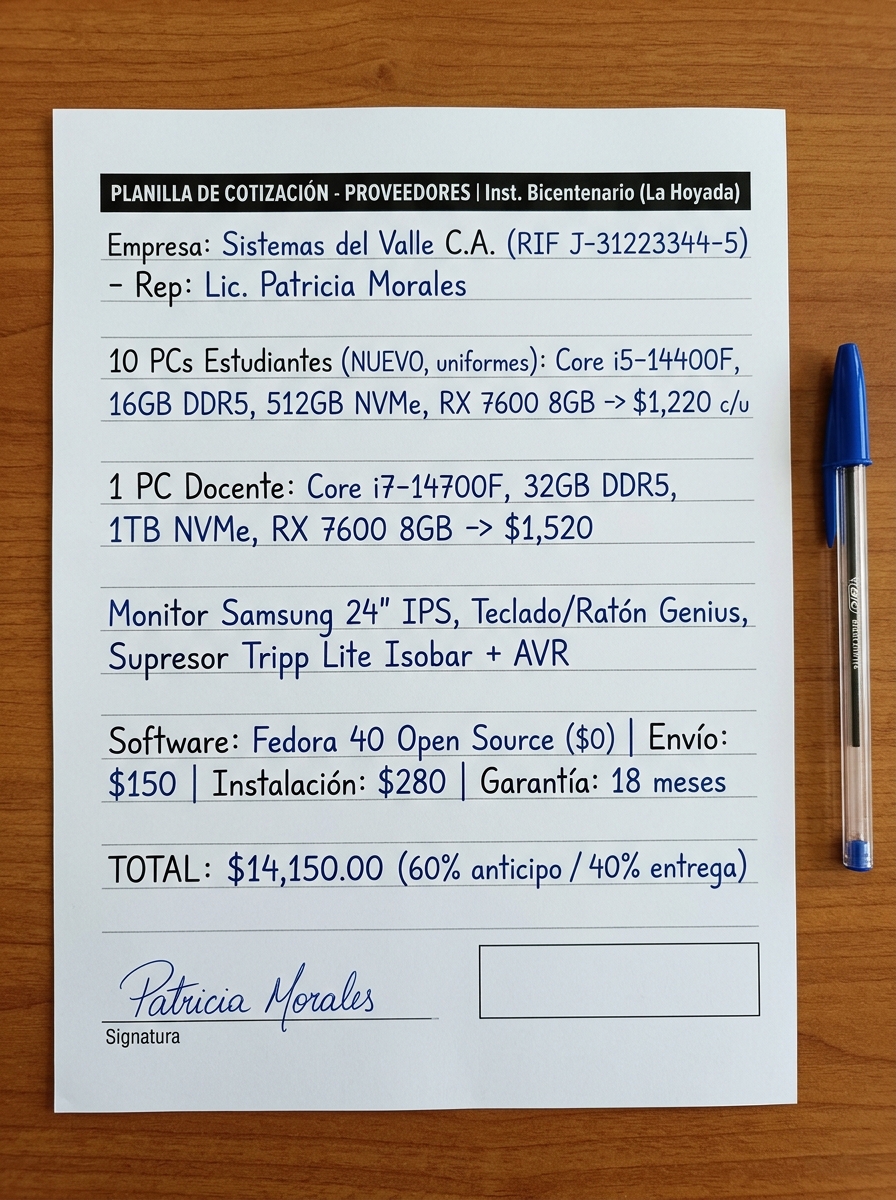 PLANILLA DE COTIZACIÓN - PROVEEDORES | Inst. Bicentenario (La Hoyada)
Empresa: Sistemas del Valle C.A. (RIF J-31223344-5)
- Rep: Lic. Patricia Morales
10 PCs Estudiantes (NUEVO, uniformes): Core i5-14400F,
16GB DDR5, 512GB NVMe, RX 7600 8GB -> $1,220 c/u
1 PC Docente: Core i7-14700F, 32GB DDR5,
1TB NVMe, RX 7600 8GB -> $1,520
Monitor Samsung 24" IPS, Teclado/Ratón Genius,
Supresor Tripp Lite Isobar + AVR
Software: Fedora 40 Open Source ($0) | Envío:
$150 | Instalación: $280 | Garantía: 18 meses
TOTAL: $14,150.00 (60% anticipo / 40% entrega)
Patricia Morales
Signatura